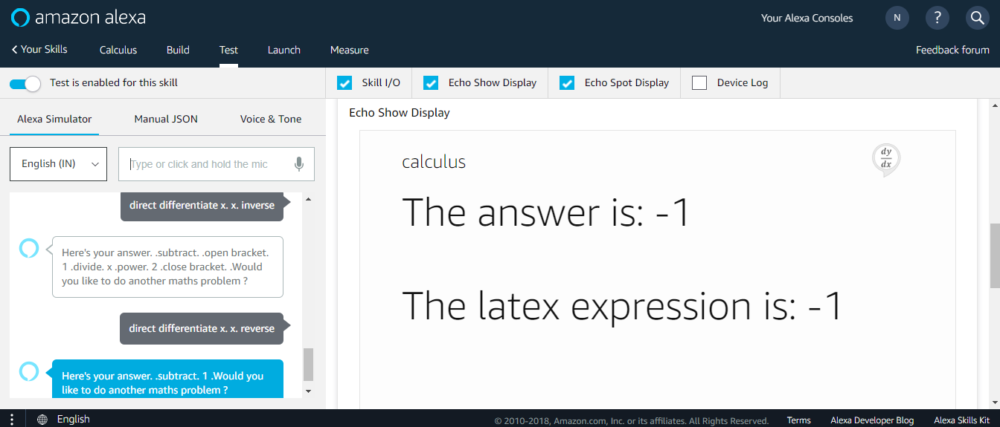 amazon alexa
Your Alexa Consoles
N
?
Your Skills
Calculus
Build
Test
Launch
Measure
Feedback forum
Test is enabled for this skill
Skill I/O
Echo Show Display
Echo Spot Display
Device Log
Alexa Simulator
Manual JSON
Voice & Tone
English (IN)
Type or click and hold the mic
direct differentiate x. x. inverse
Here's your answer. .subtract. .open bracket.
1 .divide. x .power. 2 .close bracket. .Would
you like to do another maths problem ?
direct differentiate x. x. reverse
Here's your answer. .subtract. 1 .Would you
like to do another maths problem ?
Echo Show Display
calculus
dy
dx
The answer is: -1
The latex expression is: -1
English
© 2010-2018, Amazon.com, Inc. or its affiliates. All Rights Reserved.
Terms
Alexa Developer Blog
Alexa Skills Kit